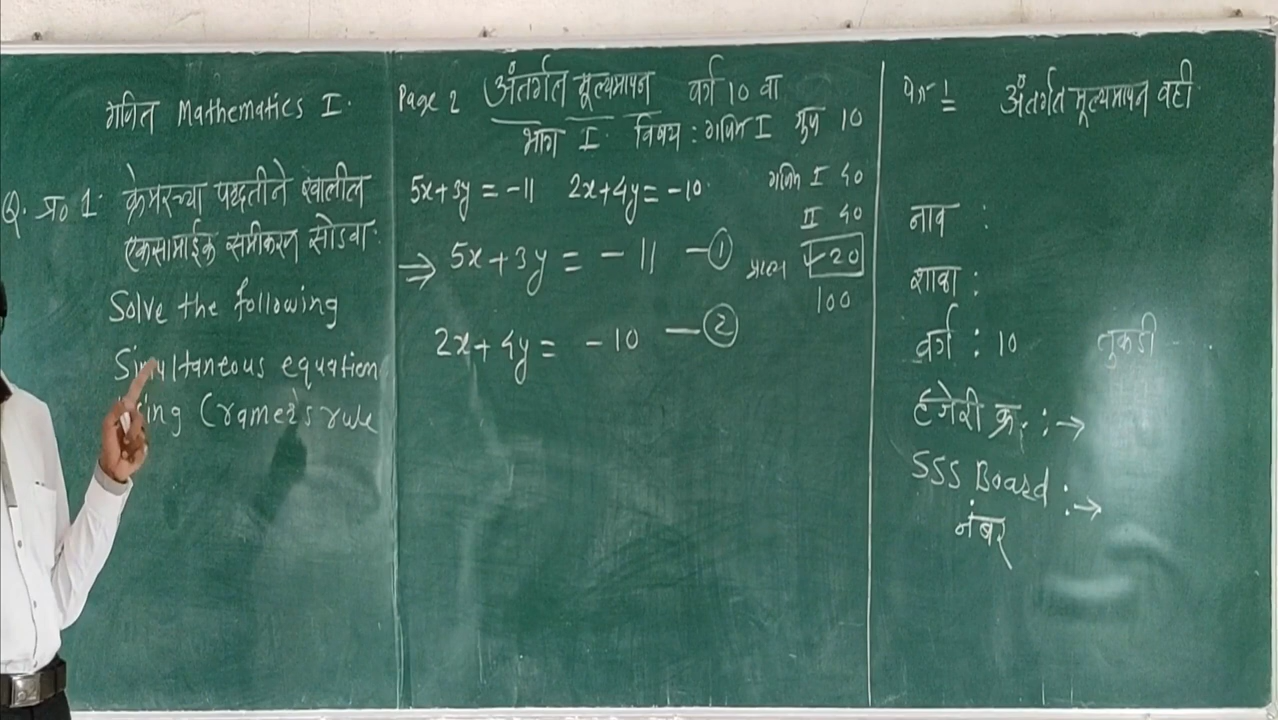 गणित Mathematics I.
Q. प्र० 1. क्रेमरच्या पद्धतीने खालील
एकसामाईक समीकरण सोडवा.
Solve the following
Simultaneous equation
Using Cramer's rule
Page 2 अंतर्गत मूल्यमापन वर्ग 10 वा
भाग I. विषय : गणित I गुण 10
5x+3y = -11 2x+4y = -10.
⇒ 5x+3y = -11 —①
2x+4y = -10 —②
गणित I 40
II 40
20
100
अंतर्गत मूल्यमापन वही
नाव :
शाळा :
वर्ग : 10 तुकडी
हजेरी क्र. : →
SSS Board : →
नंबर